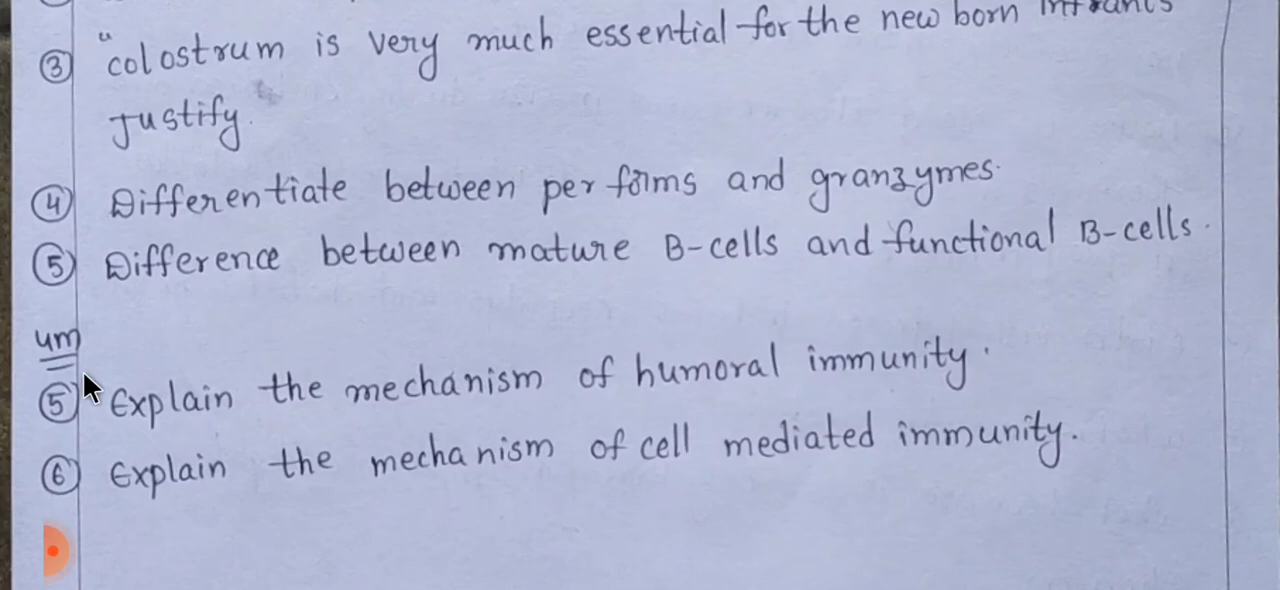 ③ "colostrum is very much essential for the new born infants
Justify.
④ Differentiate between perforins and granzymes.
⑤ Difference between mature B-cells and functional B-cells.
4m
⑤ Explain the mechanism of humoral immunity.
⑥ Explain the mechanism of cell mediated immunity.